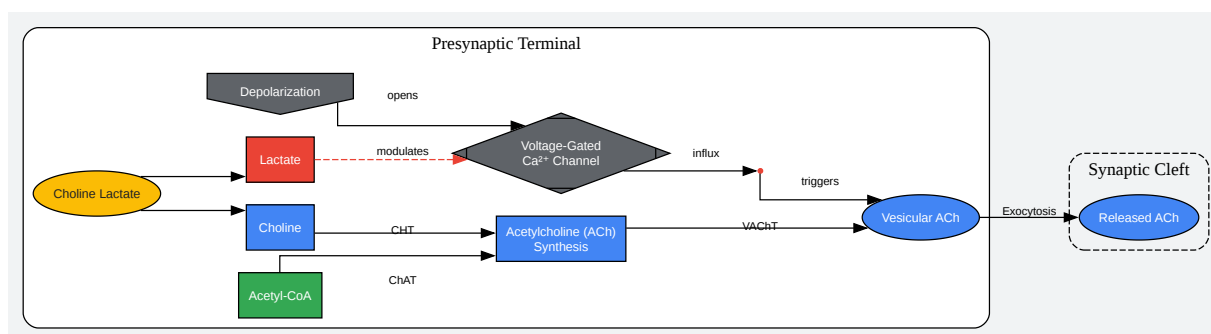 Presynaptic Terminal
Depolarization
opens
Lactate
modulates
Voltage-Gated
Ca²⁺ Channel
influx
triggers
Synaptic Cleft
Choline Lactate
Choline
CHT
Acetylcholine (ACh)
Synthesis
VAChT
Vesicular ACh
Exocytosis
Released ACh
Acetyl-CoA
ChAT